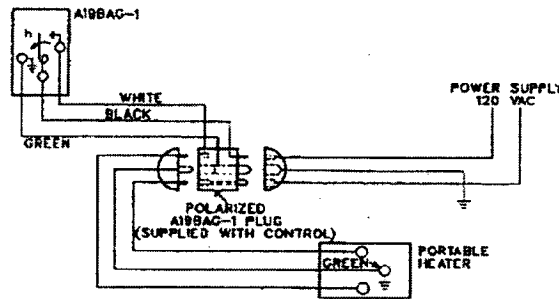 A19BAG-1
h
WHITE
BLACK
GREEN
POWER SUPPLY
120 VAC
POLARIZED
A19BAG-1 PLUG
(SUPPLIED WITH CONTROL)
GREEN
PORTABLE
HEATER